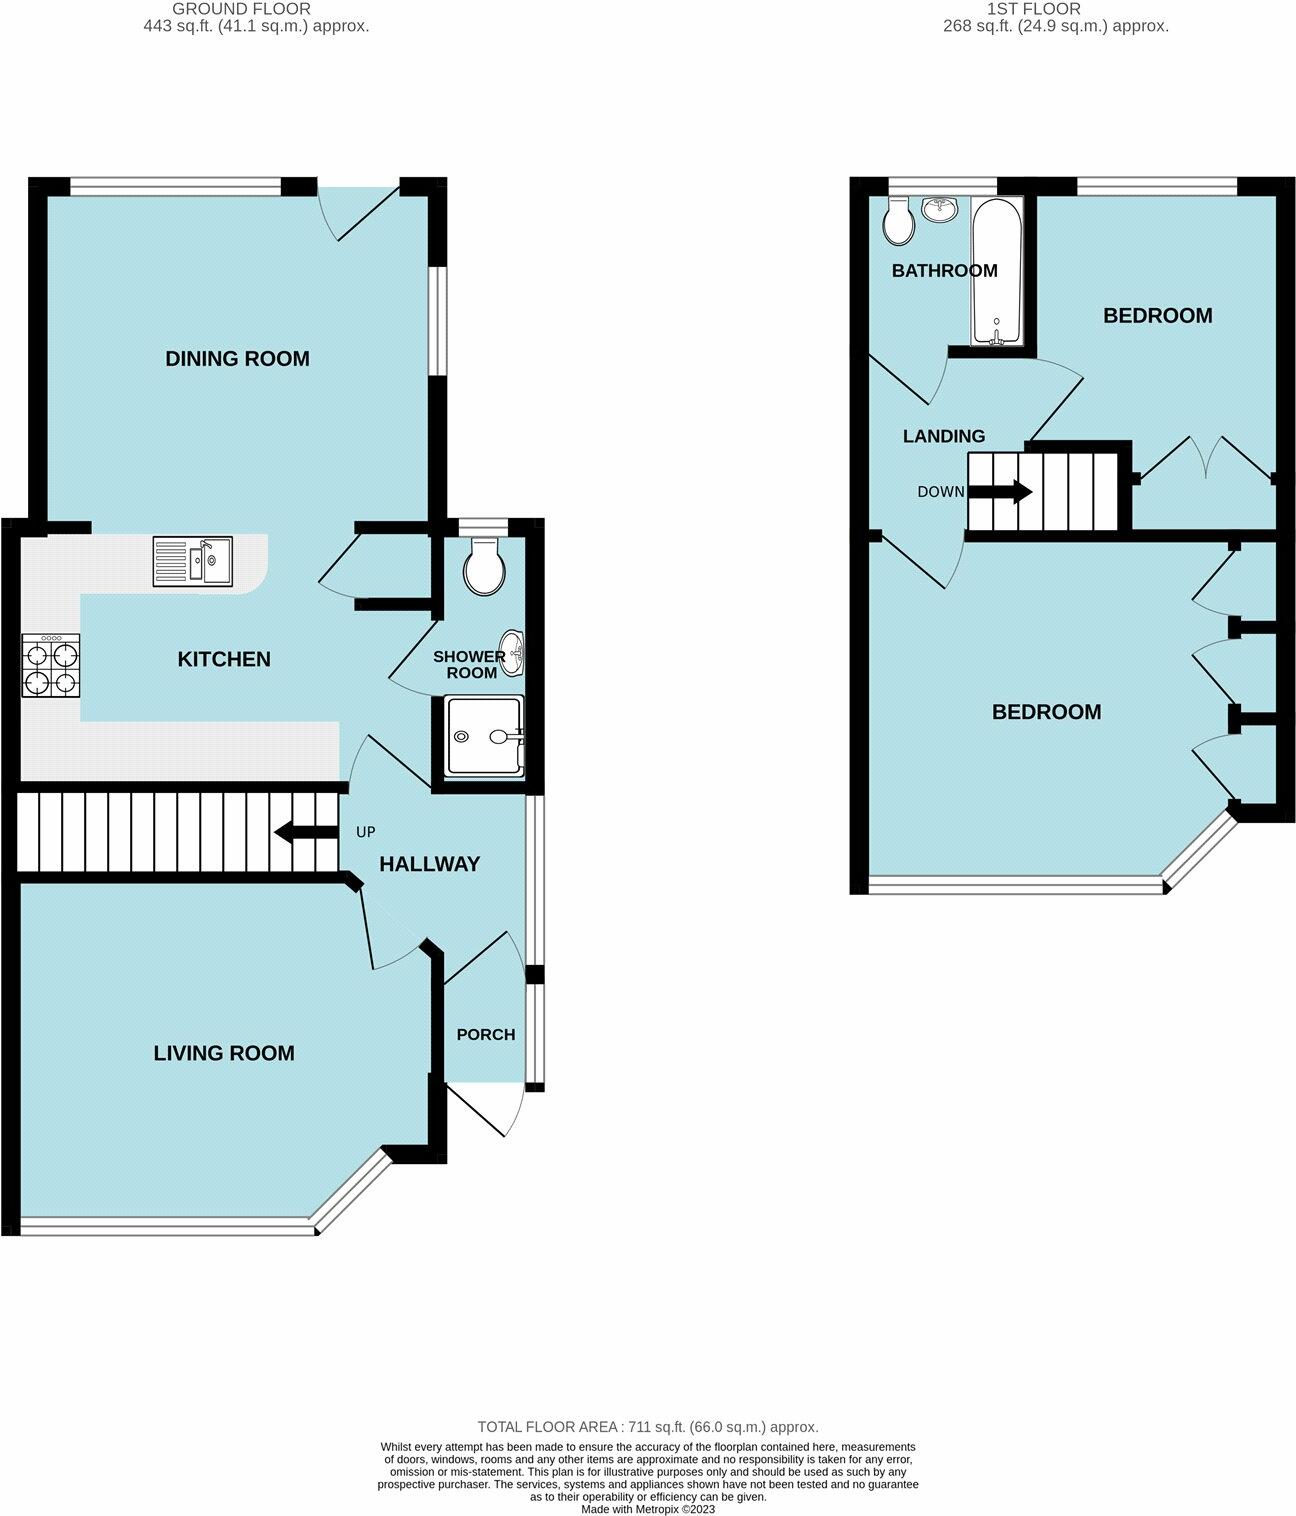 GROUND FLOOR
443 sq.ft. (41.1 sq.m.) approx.
1ST FLOOR
268 sq.ft. (24.9 sq.m.) approx.
DINING ROOM
KITCHEN
SHOWER
ROOM
UP
HALLWAY
PORCH
LIVING ROOM
BATHROOM
BEDROOM
LANDING
DOWN
BEDROOM
TOTAL FLOOR AREA : 711 sq.ft. (66.0 sq.m.) approx.
Whilst every attempt has been made to ensure the accuracy of the floorplan contained here, measurements
of doors, windows, rooms and any other items are approximate and no responsibility is taken for any error,
omission or mis-statement. This plan is for illustrative purposes only and should be used as such by any
prospective purchaser. The services, systems and appliances shown have not been tested and no guarantee
as to their operability or efficiency can be given.
Made with Metropix ©2023